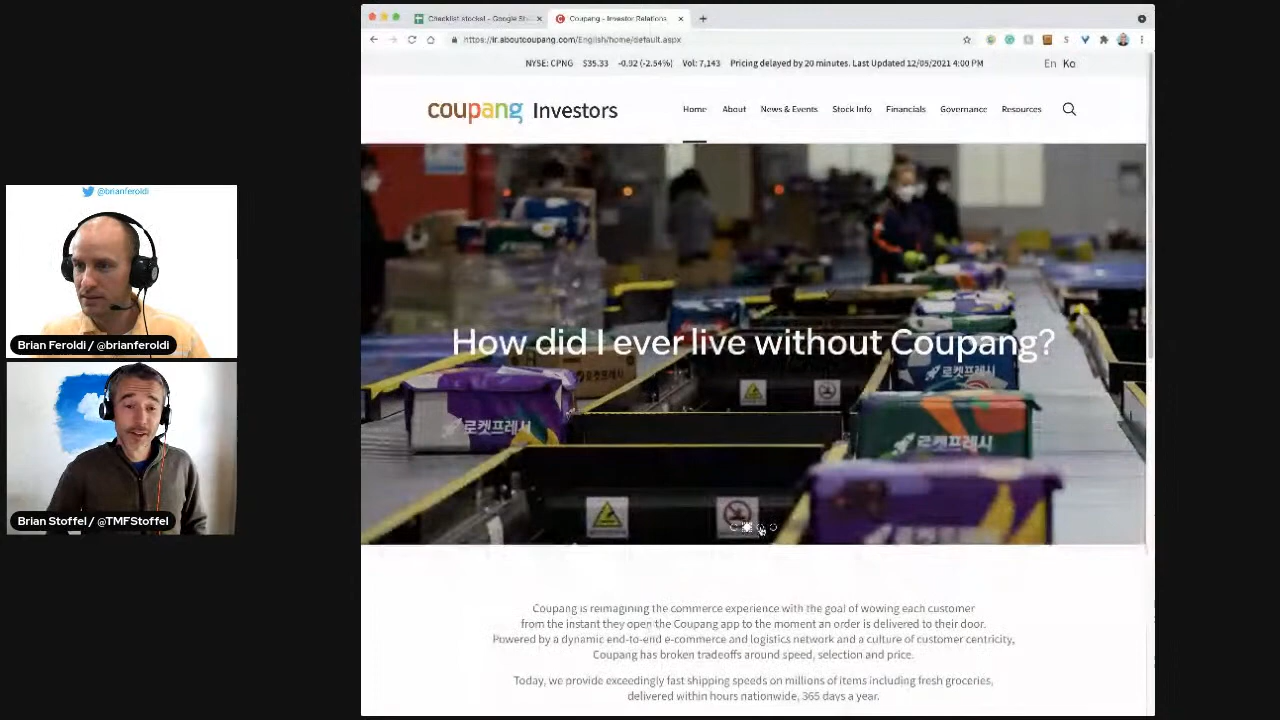 Checklist stocks! - Google Sh
Coupang - Investor Relations
https://ir.aboutcoupang.com/English/home/default.aspx
NYSE: CPNG $35.33 -0.92 (-2.54%) Vol: 7,143 Pricing delayed by 20 minutes. Last Updated 12/03/2021 4:00 PM
En Ko
coupang Investors
Home About News & Events Stock Info Financials Governance Resources
@brianferoldi
Brian Feroldi / @brianferoldi
How did I ever live without Coupang?
로켓프레시
로켓프레시
로켓프레시
Brian Stoffel / @TMFStoffel
Coupang is reimagining the commerce experience with the goal of wowing each customer
from the instant they open the Coupang app to the moment an order is delivered to their door.
Powered by a dynamic end-to-end e-commerce and logistics network and a culture of customer centricity,
Coupang has broken tradeoffs around speed, selection and price.
Today, we provide exceedingly fast shipping speeds on millions of items including fresh groceries,
delivered within hours nationwide, 365 days a year.